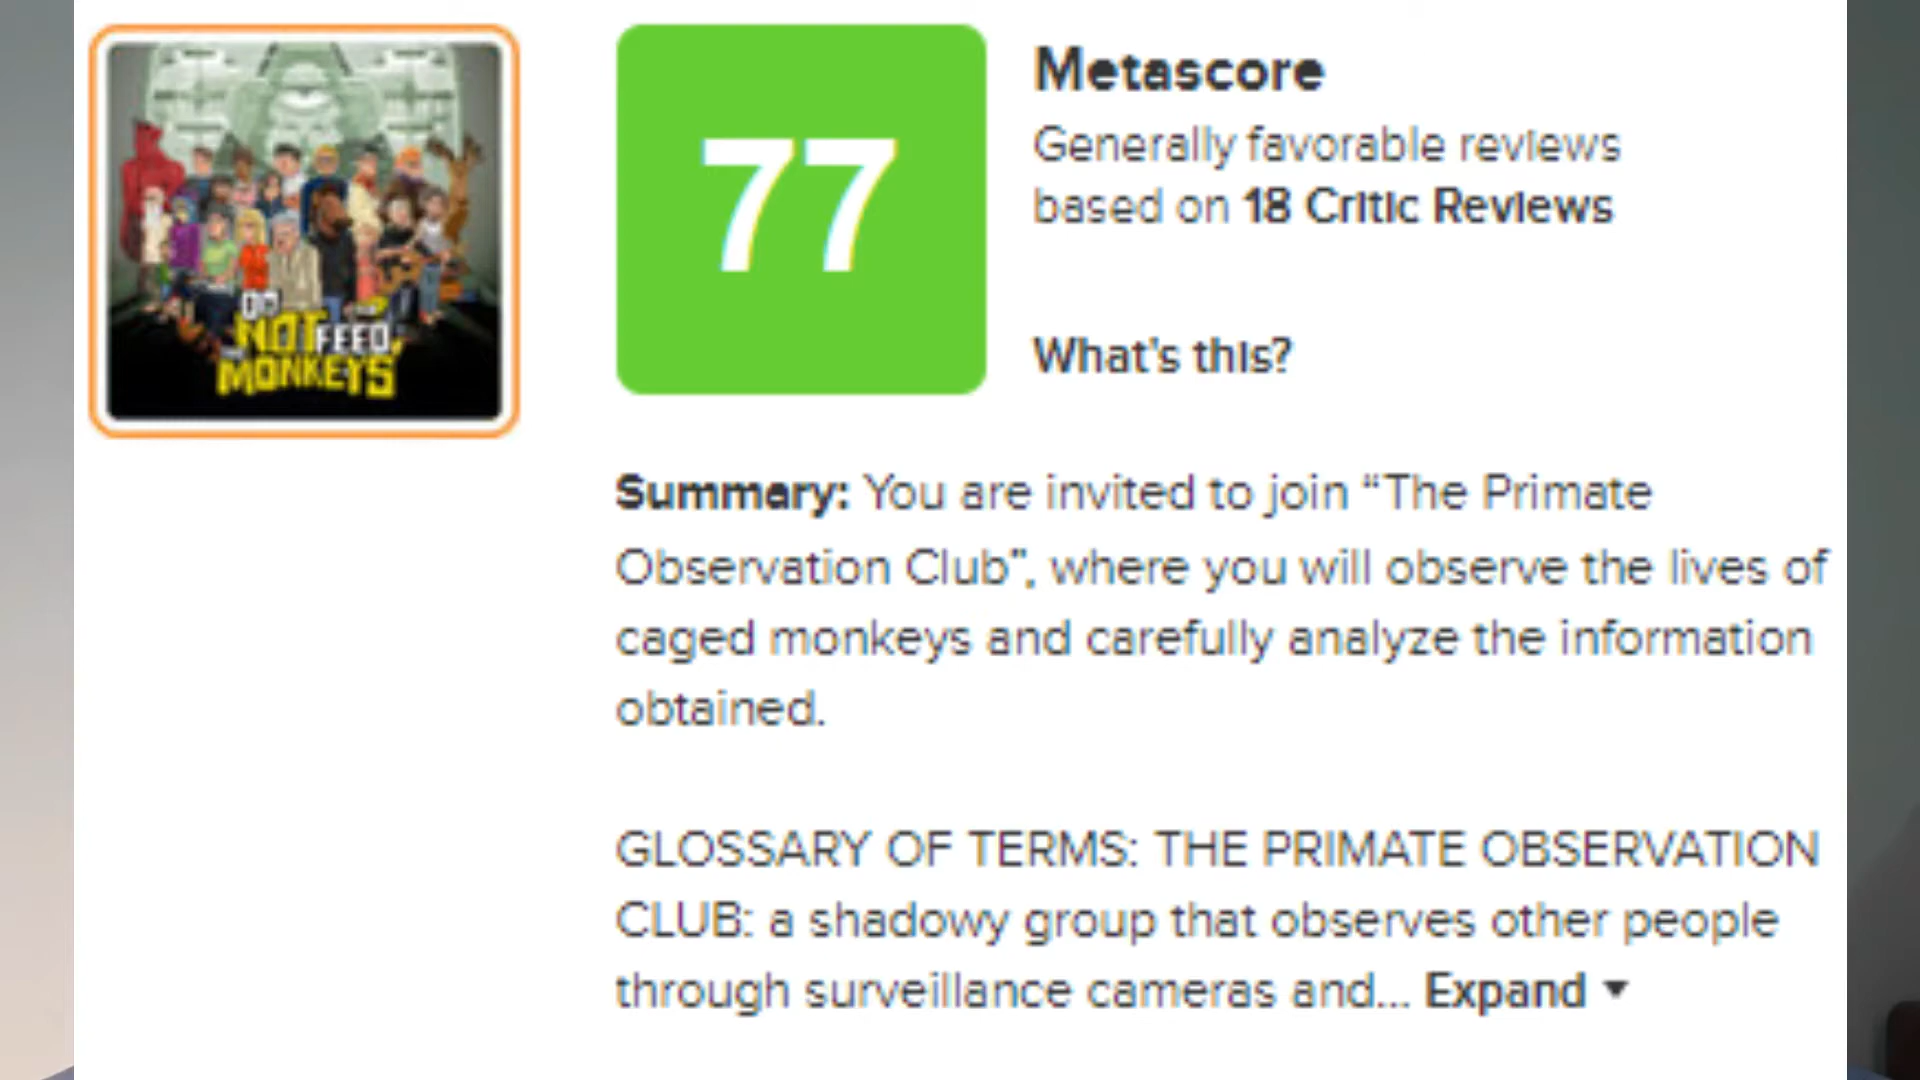 DO
NOT FEED
THE
MONKEYS
77
Metascore
Generally favorable reviews
based on 18 Critic Reviews
What's this?
Summary: You are invited to join “The Primate
Observation Club”, where you will observe the lives of
caged monkeys and carefully analyze the information
obtained.
GLOSSARY OF TERMS: THE PRIMATE OBSERVATION
CLUB: a shadowy group that observes other people
through surveillance cameras and... Expand